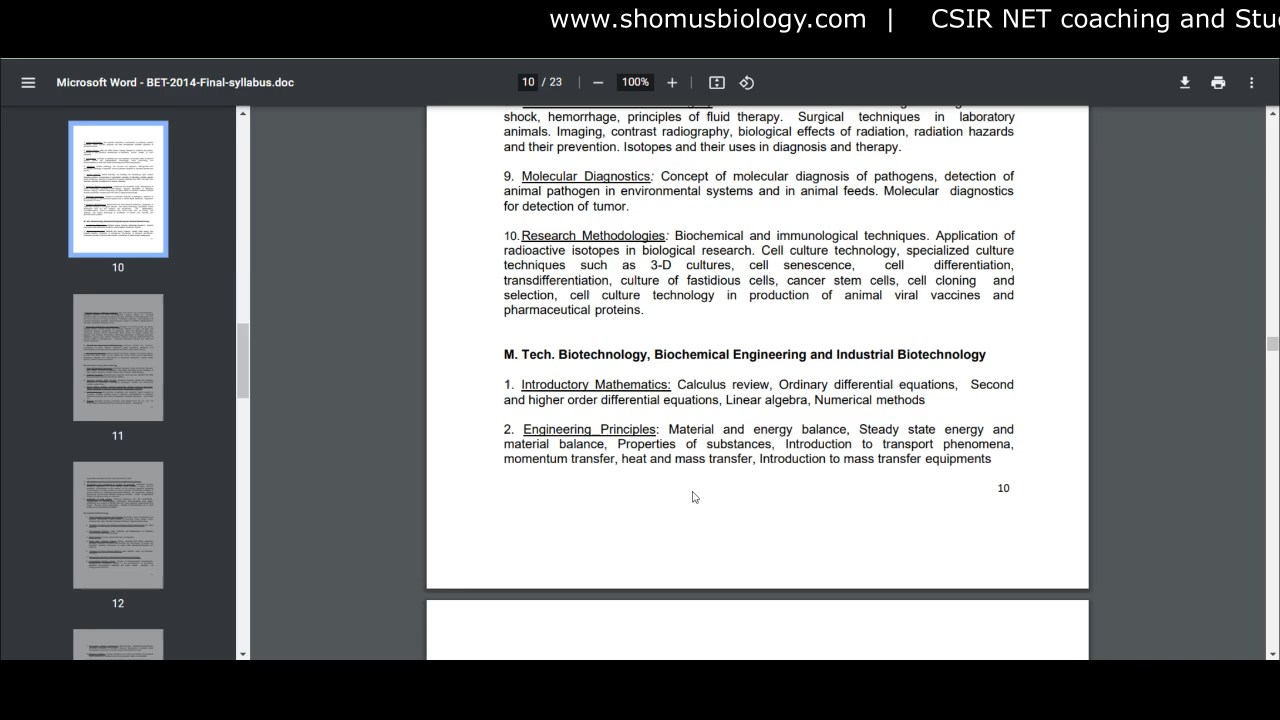 www.shomusbiology.com | CSIR NET coaching and Stu
Microsoft Word - BET-2014-Final-syllabus.doc
10 / 23
100%
shock, hemorrhage, principles of fluid therapy. Surgical techniques in laboratory
animals. Imaging, contrast radiography, biological effects of radiation, radiation hazards
and their prevention. Isotopes and their uses in diagnosis and therapy.
9. Molecular Diagnostics: Concept of molecular diagnosis of pathogens, detection of
animal pathogen in environmental systems and in animal feeds. Molecular diagnostics
for detection of tumor.
10. Research Methodologies: Biochemical and immunological techniques. Application of
radioactive isotopes in biological research. Cell culture technology, specialized culture
techniques such as 3-D cultures, cell senescence, cell differentiation,
transdifferentiation, culture of fastidious cells, cancer stem cells, cell cloning and
selection, cell culture technology in production of animal viral vaccines and
pharmaceutical proteins.
M. Tech. Biotechnology, Biochemical Engineering and Industrial Biotechnology
1. Introductory Mathematics: Calculus review, Ordinary differential equations, Second
and higher order differential equations, Linear algebra, Numerical methods
2. Engineering Principles: Material and energy balance, Steady state energy and
material balance, Properties of substances, Introduction to transport phenomena,
momentum transfer, heat and mass transfer, Introduction to mass transfer equipments
10
10
11
12